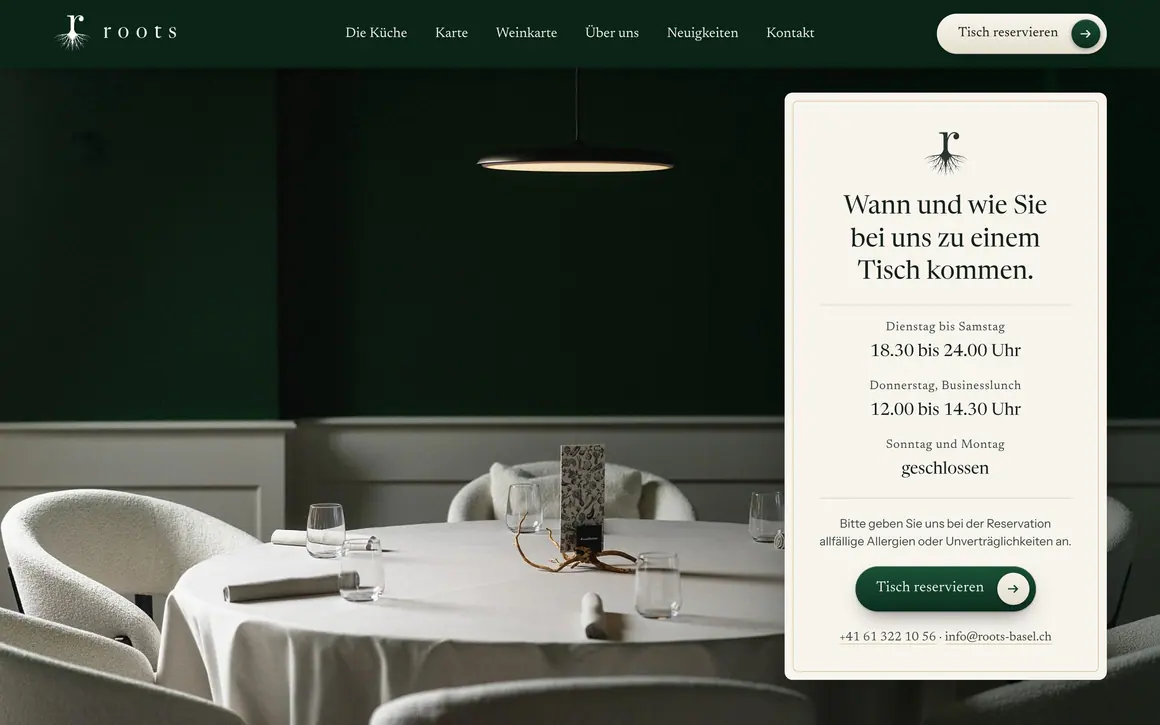 r roots
Die Küche
Karte
Weinkarte
Über uns
Neuigkeiten
Kontakt
Tisch reservieren
r
Wann und wie Sie
bei uns zu einem
Tisch kommen.
Dienstag bis Samstag
18.30 bis 24.00 Uhr
Donnerstag, Businesslunch
12.00 bis 14.30 Uhr
Sonntag und Montag
geschlossen
Bitte geben Sie uns bei der Reservation
allfällige Allergien oder Unverträglichkeiten an.
Tisch reservieren
+41 61 322 10 56 · info@roots-basel.ch